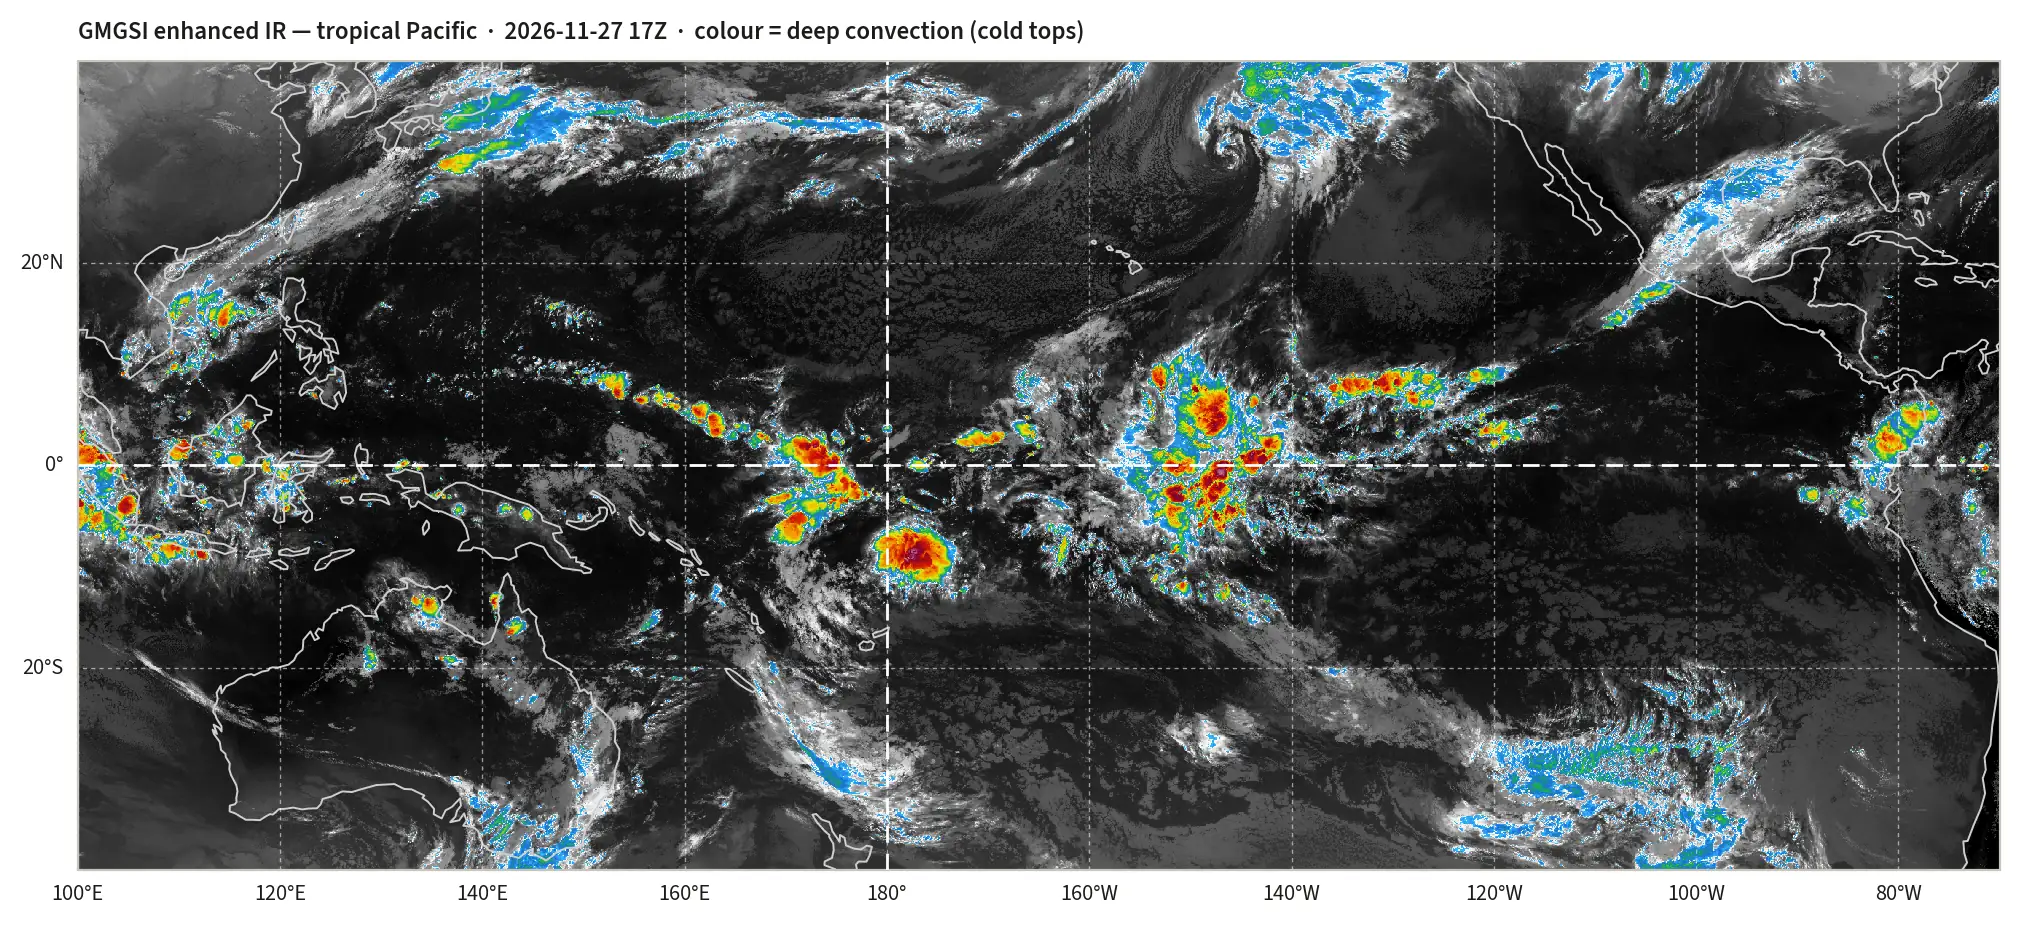 GMGSI enhanced IR — tropical Pacific · 2026-11-27 17Z · colour = deep convection (cold tops)
20°N
0°
20°S
100°E 120°E 140°E 160°E 180° 160°W 140°W 120°W 100°W 80°W